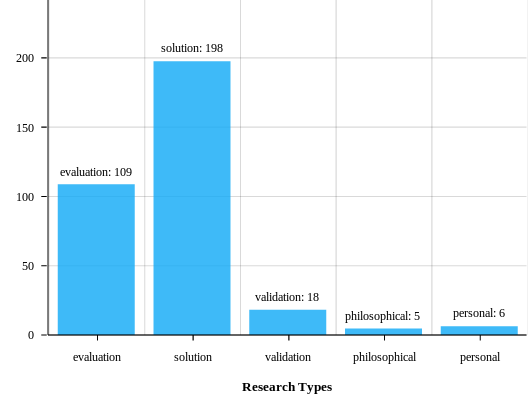 200
150
100
50
0
evaluation: 109
solution: 198
validation: 18
philosophical: 5
personal: 6
evaluation solution validation philosophical personal
Research Types